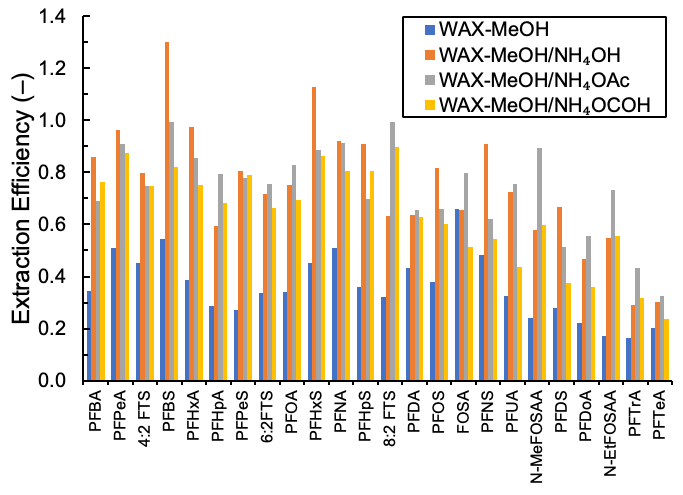 1.4
1.2
1.0
0.8
0.6
0.4
0.2
0.0
Extraction Efficiency (–)
WAX-MeOH
WAX-MeOH/NH₄OH
WAX-MeOH/NH₄OAc
WAX-MeOH/NH₄OCOH
PFBA
PFPeA
4:2 FTS
PFBS
PFHxA
PFHpA
PFPeS
6:2FTS
PFOA
PFHxS
PFNA
PFHpS
8:2 FTS
PFDA
PFOS
FOSA
PFNS
PFUA
N-MeFOSAA
PFDS
PFDoA
N-EtFOSAA
PFTrA
PFTeA